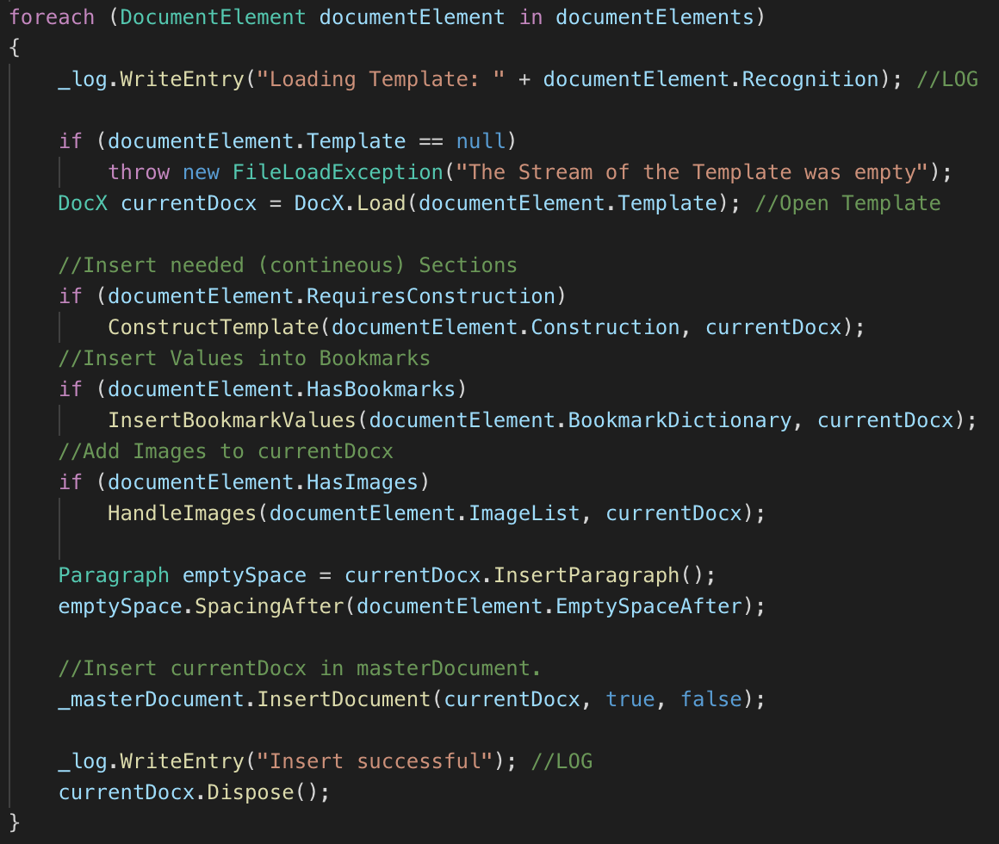 foreach (DocumentElement documentElement in documentElements)
{
    _log.WriteEntry("Loading Template: " + documentElement.Recognition); //LOG

    if (documentElement.Template == null)
        throw new FileLoadException("The Stream of the Template was empty");
    DocX currentDocx = DocX.Load(documentElement.Template); //Open Template

    //Insert needed (contineous) Sections
    if (documentElement.RequiresConstruction)
        ConstructTemplate(documentElement.Construction, currentDocx);
    //Insert Values into Bookmarks
    if (documentElement.HasBookmarks)
        InsertBookmarkValues(documentElement.BookmarkDictionary, currentDocx);
    //Add Images to currentDocx
    if (documentElement.HasImages)
        HandleImages(documentElement.ImageList, currentDocx);

    Paragraph emptySpace = currentDocx.InsertParagraph();
    emptySpace.SpacingAfter(documentElement.EmptySpaceAfter);

    //Insert currentDocx in masterDocument.
    _masterDocument.InsertDocument(currentDocx, true, false);

    _log.WriteEntry("Insert successful"); //LOG
    currentDocx.Dispose();
}